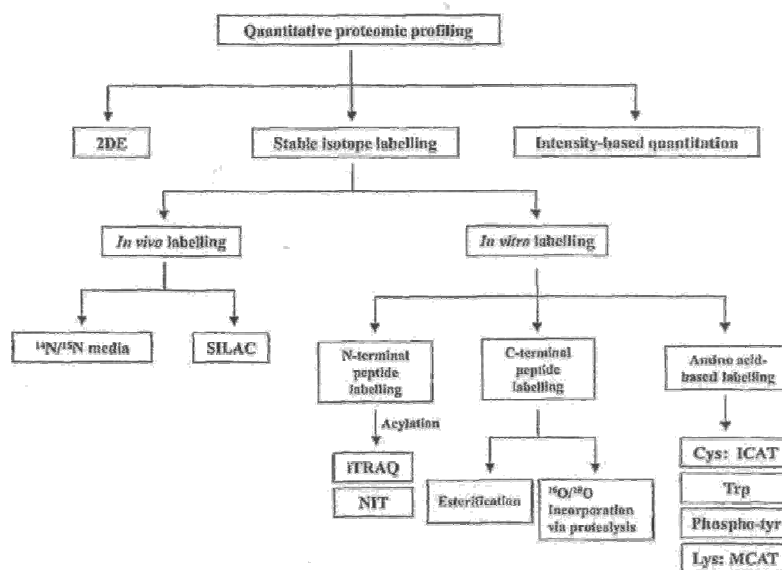 Quantitative proteomic profiling
2DE
Stable isotope labelling
Intensity-based quantitation
In vivo labelling
In vitro labelling
¹⁴N/¹⁵N media
SILAC
N-terminal
peptide
labelling
C-terminal
peptide
labelling
Amino acid-
based labelling
Acylation
iTRAQ
NIT
Esterification
¹⁶O/¹⁸O
Incorporation
via proteolysis
Cys: ICAT
Trp
Phospho-tyr
Lys: MCAT